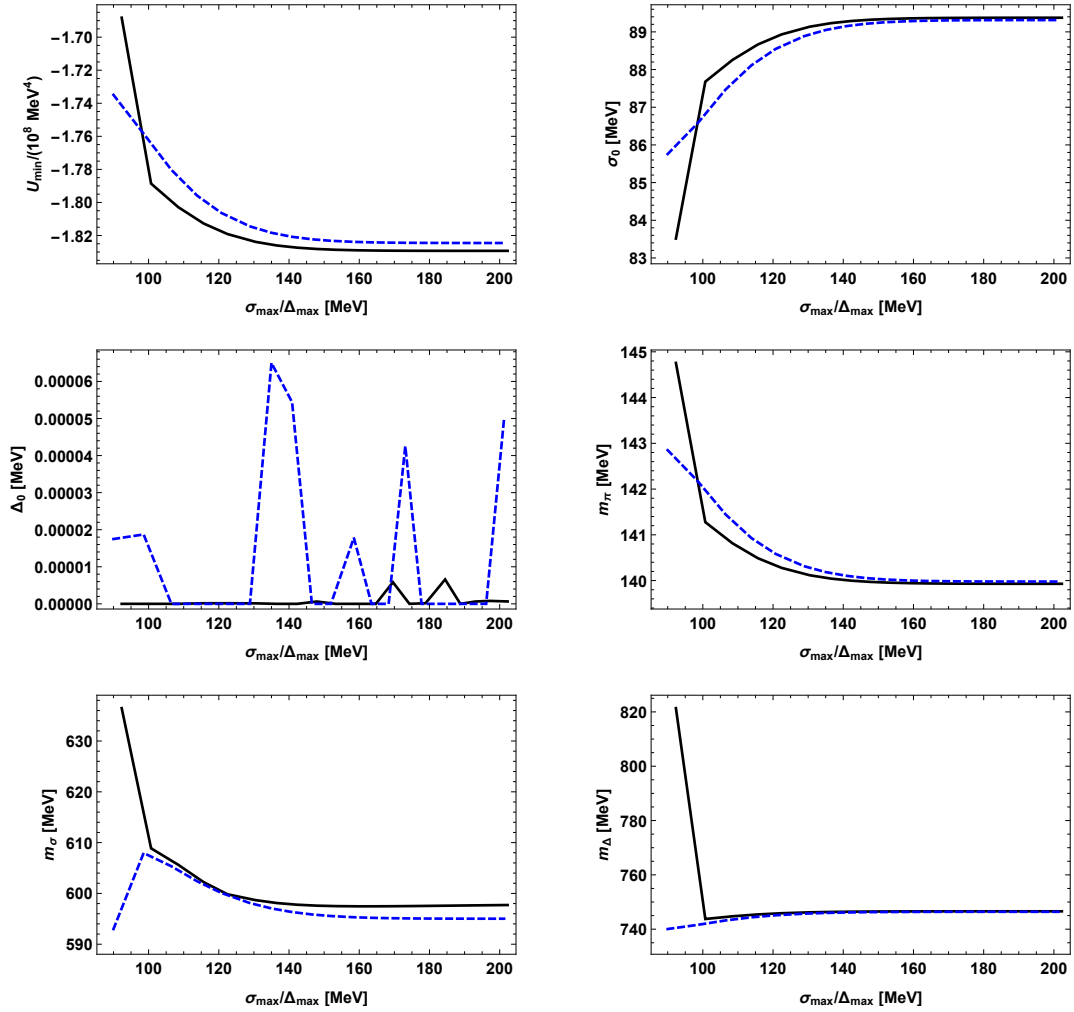 U_min/(10^8 MeV^4)
−1.70
−1.72
−1.74
−1.76
−1.78
−1.80
−1.82
100 120 140 160 180 200
σ_max/Δ_max [MeV]
σ_0 [MeV]
89
88
87
86
85
84
83
100 120 140 160 180 200
σ_max/Δ_max [MeV]
Δ_0 [MeV]
0.00006
0.00005
0.00004
0.00003
0.00002
0.00001
0.00000
100 120 140 160 180 200
σ_max/Δ_max [MeV]
m_π [MeV]
145
144
143
142
141
140
100 120 140 160 180 200
σ_max/Δ_max [MeV]
m_σ [MeV]
630
620
610
600
590
100 120 140 160 180 200
σ_max/Δ_max [MeV]
m_Δ [MeV]
820
800
780
760
740
100 120 140 160 180 200
σ_max/Δ_max [MeV]